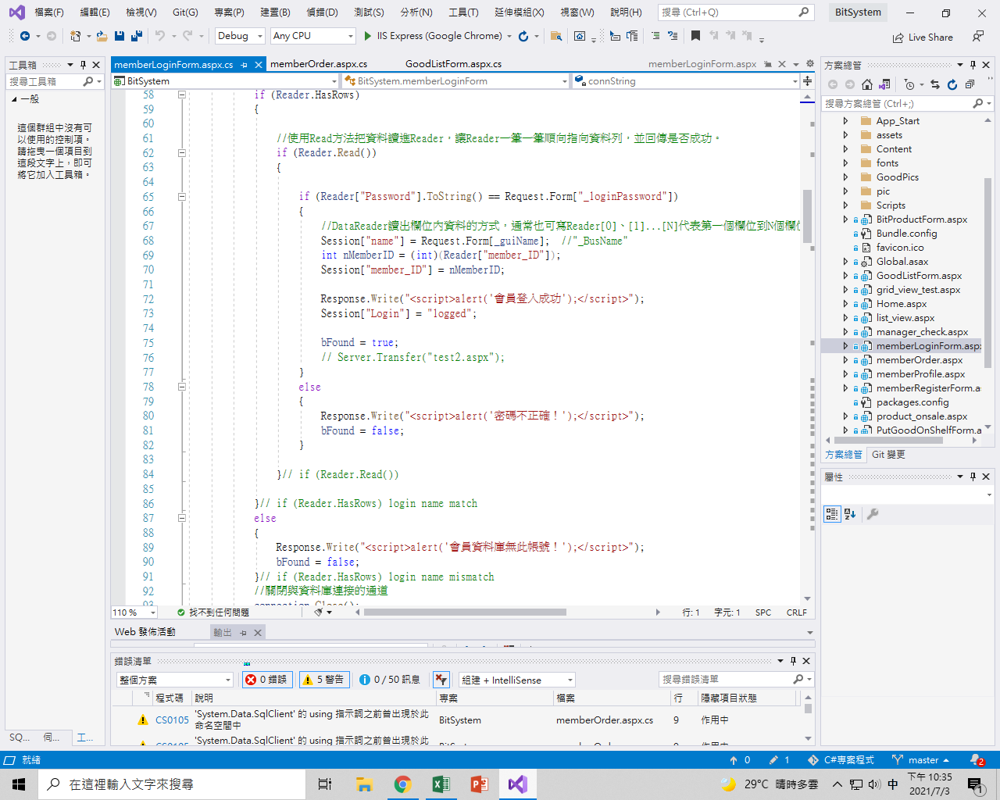 檔案(F) 編輯(E) 檢視(V) Git(G) 專案(P) 建置(B) 偵錯(D) 測試(S) 分析(N) 工具(T) 延伸模組(X) 視窗(W) 說明(H) 搜尋 (Ctrl+Q) BitSystem
Debug Any CPU IIS Express (Google Chrome) Live Share
工具箱
搜尋工具箱
一般
這個群組中沒有可
以使用的控制項。
請拖曳一個項目到
這段文字上，即可
將它加入工具箱。
SQ... 伺... 工...
memberLoginForm.aspx.cs memberOrder.aspx.cs GoodListForm.aspx.cs memberLoginForm.aspx
BitSystem BitSystem.memberLoginForm connString
58 if (Reader.HasRows)
59 {
60
61 //使用Read方法把資料讀進Reader，讓Reader一筆一筆順向指向資料列，並回傳是否成功。
62 if (Reader.Read())
63 {
64
65 if (Reader["Password"].ToString() == Request.Form["_loginPassword"])
66 {
67 //DataReader讀出欄位內資料的方式，通常也可寫Reader[0]、[1]...[N]代表第一個欄位到N個欄位
68 Session["name"] = Request.Form[_guiName]; //"_BusName"
69 int nMemberID = (int)(Reader["member_ID"]);
70 Session["member_ID"] = nMemberID;
71
72 Response.Write("<script>alert('會員登入成功');</script>");
73 Session["Login"] = "logged";
74
75 bFound = true;
76 // Server.Transfer("test2.aspx");
77 }
78 else
79 {
80 Response.Write("<script>alert('密碼不正確！');</script>");
81 bFound = false;
82 }
83
84 }// if (Reader.Read())
85
86 }// if (Reader.HasRows) login name match
87 else
88 {
89 Response.Write("<script>alert('會員資料庫無此帳號！');</script>");
90 bFound = false;
91 }// if (Reader.HasRows) login name mismatch
92 //關閉與資料庫連接的通道
93 connection.Close();
110 % 找不到任何問題 行: 1 字元: 1 SPC CRLF
Web 發佈活動 輸出
錯誤清單
整個方案 0 錯誤 5 警告 0 / 50 訊息 組建 + IntelliSense 搜尋錯誤清單
程式碼 說明 專案 檔案 行 隱藏項目狀態
CS0105 'System.Data.SqlClient' 的 using 指示詞之前曾出現於此 BitSystem memberOrder.aspx.cs 9 作用中
命名空間中
'System.Data.SqlClient' 的 using 指示詞之前曾出現於此
方案總管
搜尋方案總管 (Ctrl+;)
App_Start
assets
Content
fonts
GoodPics
pic
Scripts
BitProductForm.aspx
Bundle.config
favicon.ico
Global.asax
GoodListForm.aspx
grid_view_test.aspx
Home.aspx
list_view.aspx
manager_check.aspx
memberLoginForm.asp
memberOrder.aspx
memberProfile.aspx
memberRegisterForm.a
packages.config
product_onsale.aspx
PutGoodOnShelfForm.a
方案總管 Git 變更
屬性
就緒 0 1 C#專案程式 master 2
在這裡輸入文字來搜尋 29°C 晴時多雲 中 下午 10:35
2021/7/3 1